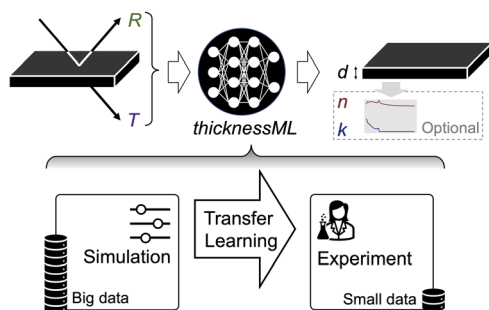 R
T
thicknessML
d
n
k
Optional
Simulation
Big data
Transfer
Learning
Experiment
Small data